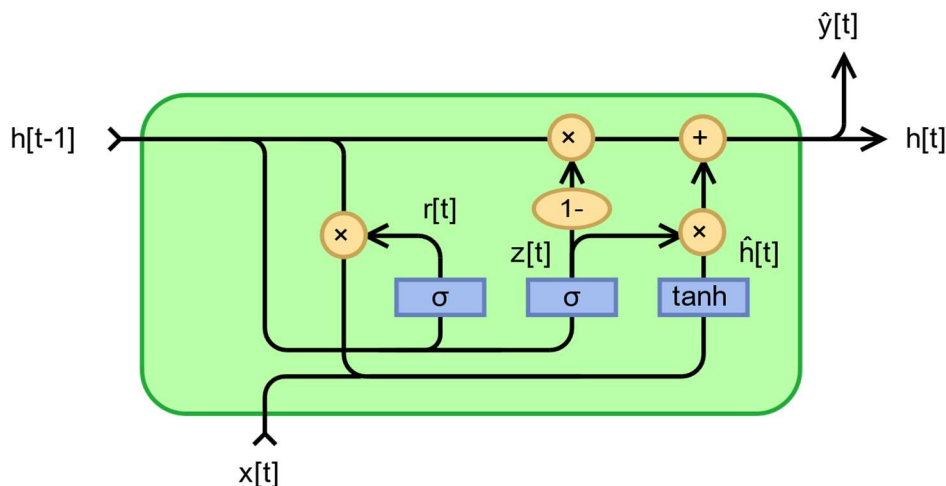 ŷ[t]
h[t-1]
×
+
h[t]
1-
r[t]
×
×
z[t]
ĥ[t]
σ
σ
tanh
x[t]